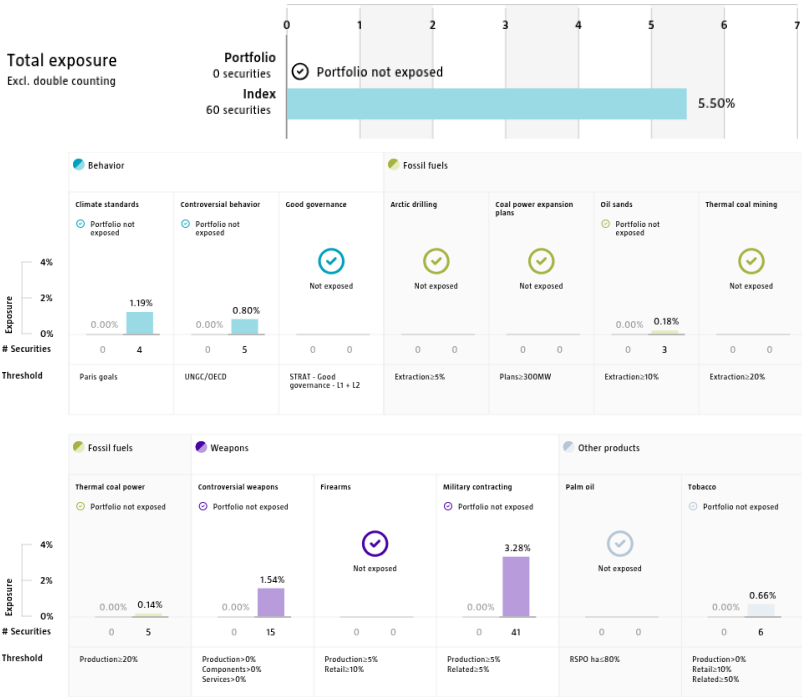 0 1 2 3 4 5 6 7
Total exposure
Excl. double counting
Portfolio
0 securities
Portfolio not exposed
Index
60 securities
5.50%
Behavior
Fossil fuels
Climate standards
Controversial behavior
Good governance
Arctic drilling
Coal power expansion
plans
Oil sands
Thermal coal mining
Portfolio not
exposed
Portfolio not
exposed
Portfolio not
exposed
Not exposed
Not exposed
Not exposed
Not exposed
Exposure
4%
2%
0%
0.00% 1.19%
0.00% 0.80%
0.00% 0.18%
# Securities 0 4 0 5 0 0 0 0 0 0 0 3 0 0
Threshold
Paris goals
UNGC/OECD
STRAT - Good
governance - L1 + L2
Extraction≥5%
Plans≥300MW
Extraction≥10%
Extraction≥20%
Fossil fuels
Weapons
Other products
Thermal coal power
Controversial weapons
Firearms
Military contracting
Palm oil
Tobacco
Portfolio not exposed
Portfolio not exposed
Portfolio not exposed
Portfolio not exposed
Not exposed
Not exposed
Exposure
4%
2%
0%
0.00% 0.14%
0.00% 1.54%
0.00% 3.28%
0.00% 0.66%
# Securities 0 5 0 15 0 0 0 41 0 0 0 6
Threshold
Production≥20%
Production>0%
Components>0%
Services>0%
Production≥5%
Retail≥10%
Production≥5%
Related≥5%
RSPO ha≤80%
Production>0%
Retail≥10%
Related≥50%